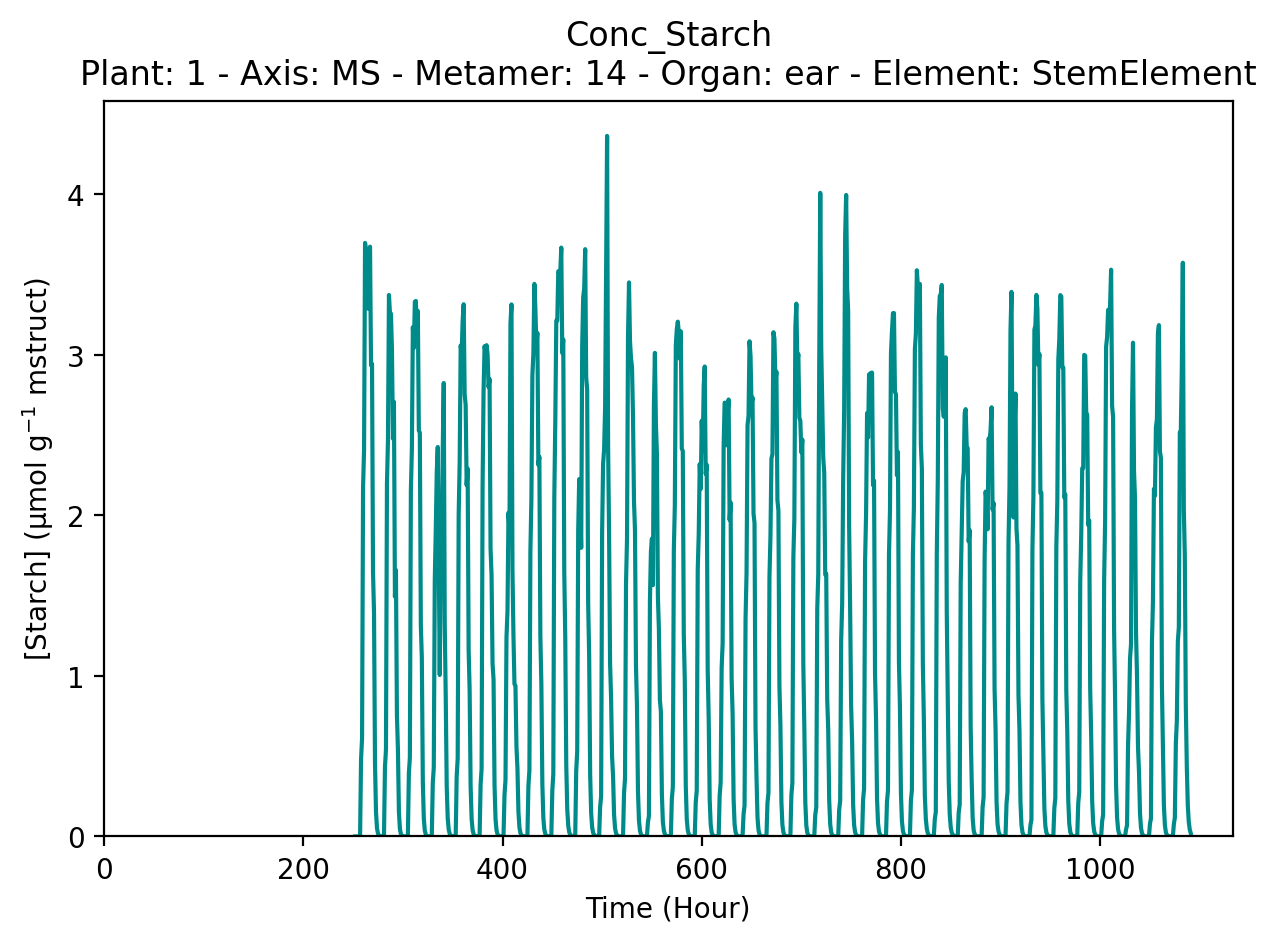 Conc_Starch
Plant: 1 - Axis: MS - Metamer: 14 - Organ: ear - Element: StemElement
[Starch] (µmol g⁻¹ mstruct)
4
3
2
1
0
0 200 400 600 800 1000
Time (Hour)